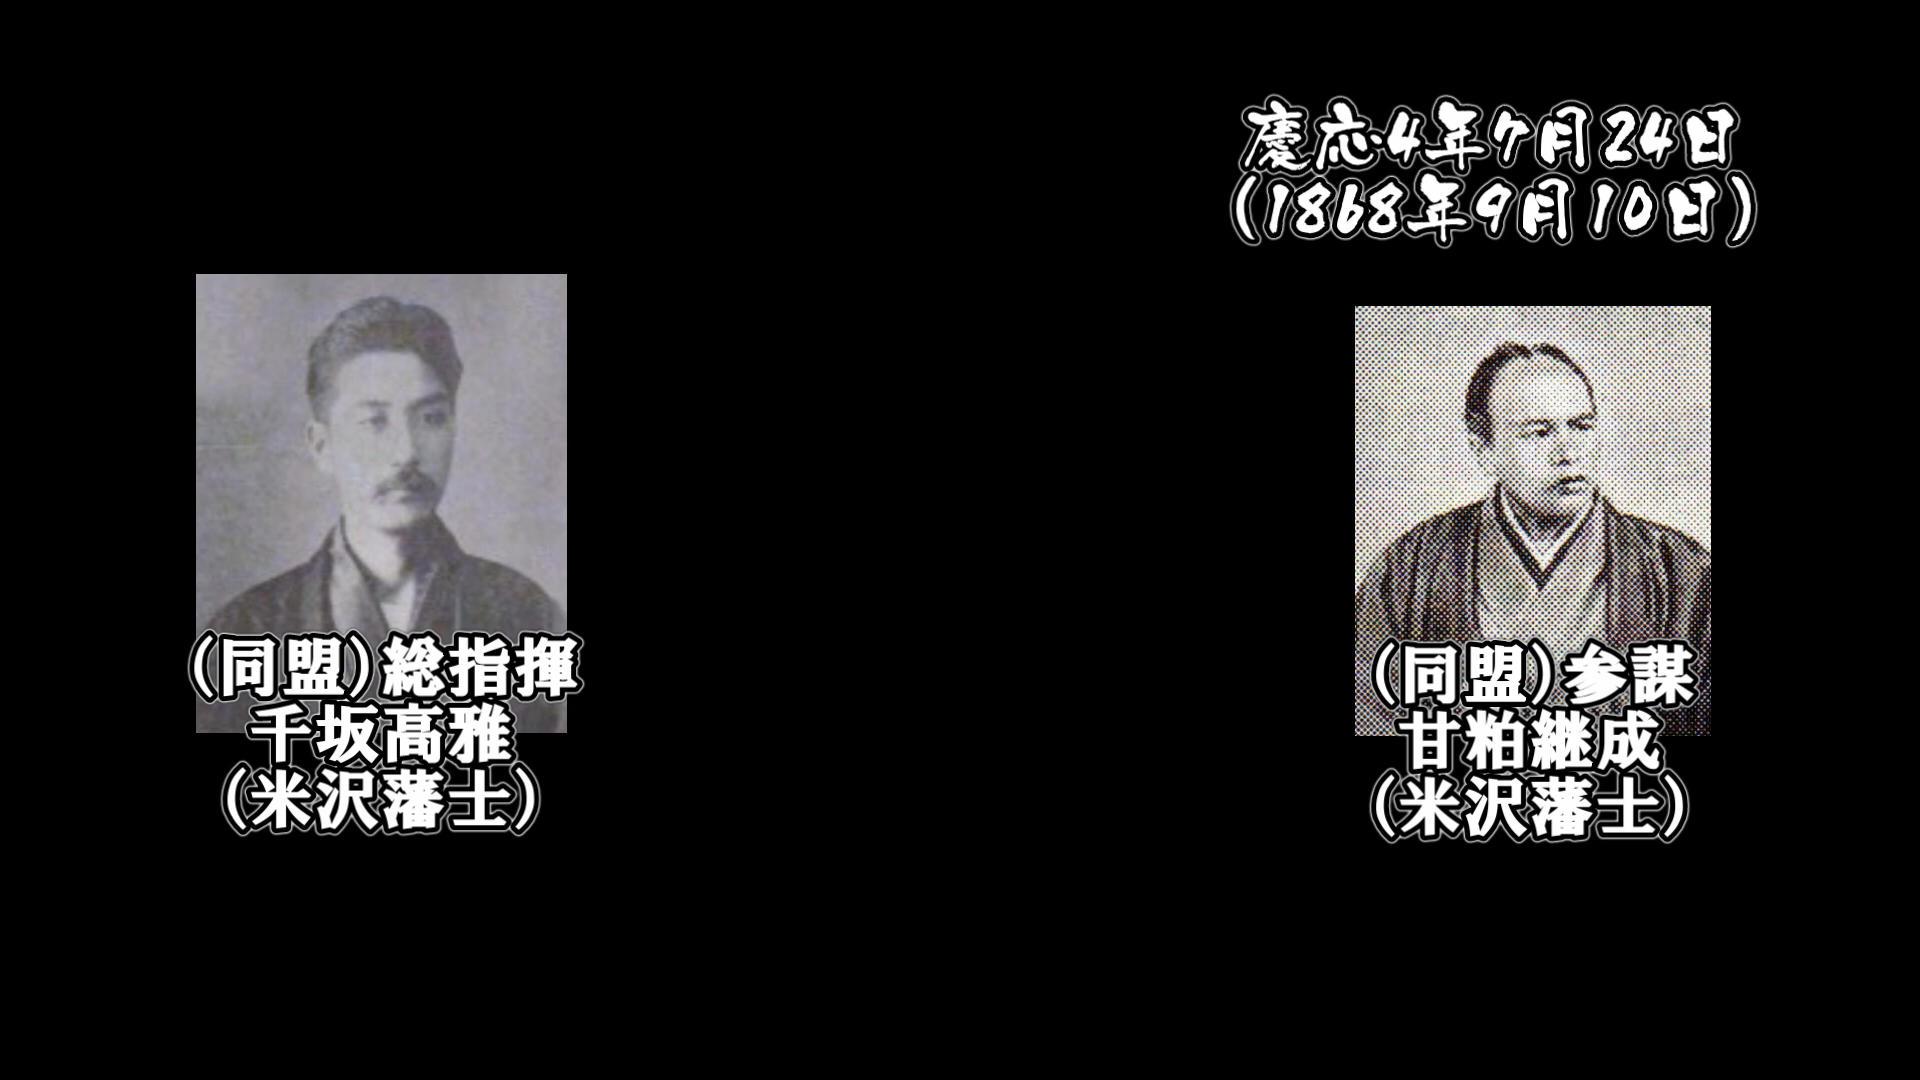 慶応4年7月24日
(1868年9月10日)
(同盟)総指揮
千坂高雅
(米沢藩士)
(同盟)参謀
甘粕継成
(米沢藩士)